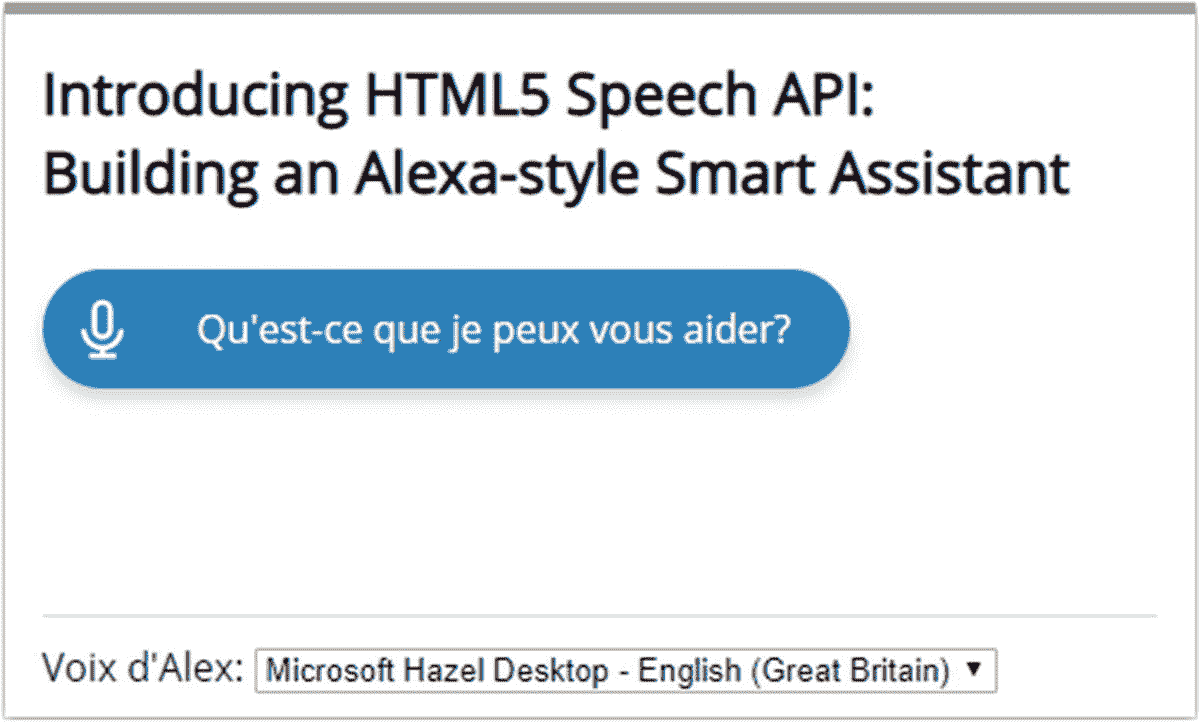 Introducing HTML5 Speech API:
Building an Alexa-style Smart Assistant
Qu'est-ce que je peux vous aider?
Voix d'Alex: Microsoft Hazel Desktop - English (Great Britain)